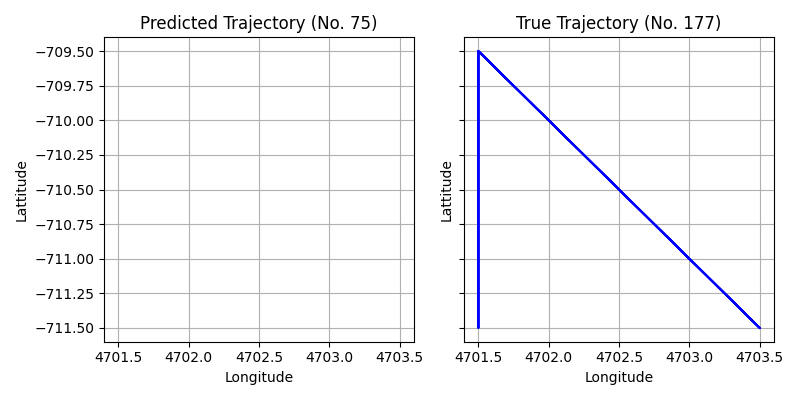 Predicted Trajectory (No. 75)
True Trajectory (No. 177)
−709.50
−709.75
−710.00
−710.25
−710.50
−710.75
−711.00
−711.25
−711.50
Lattitude
Lattitude
4701.5 4702.0 4702.5 4703.0 4703.5
4701.5 4702.0 4702.5 4703.0 4703.5
Longitude
Longitude